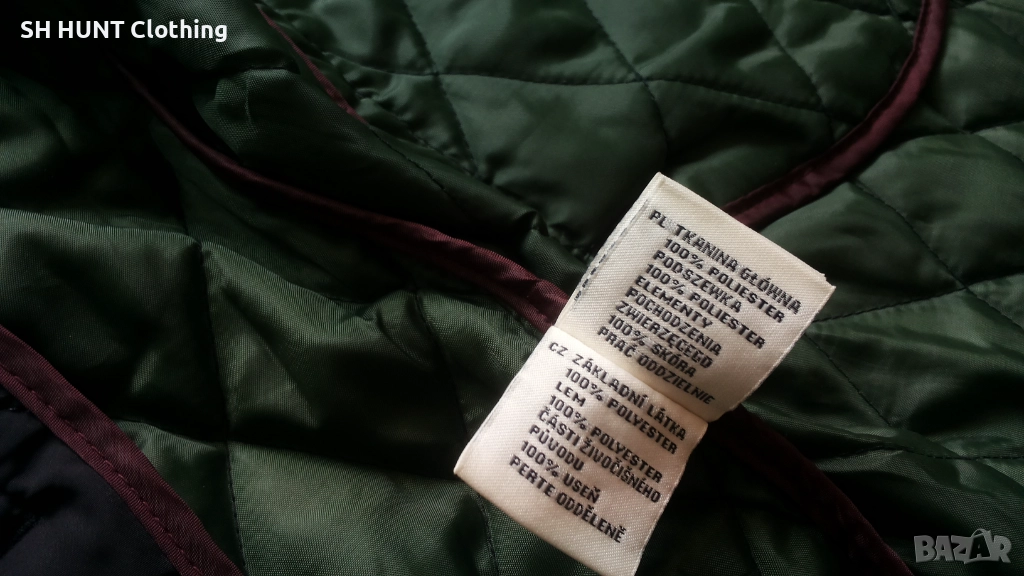 SH HUNT Clothing
PL TKANINA GŁÓWNA
100% POLIESTER
PODSZEWKA
100% POLIESTER
ELEMENTY
POCHODZENIA
ZWIERZĘCEGO
100% SKÓRA
PRAĆ ODDZIELNIE
CZ ZÁKLADNÍ LÁTKA
100% POLYESTER
LEM
100% POLYESTER
ČÁSTI ŽIVOČIŠNÉHO
PŮVODU
100% USEŇ
PERTE ODDĚLENĚ
BAZAR